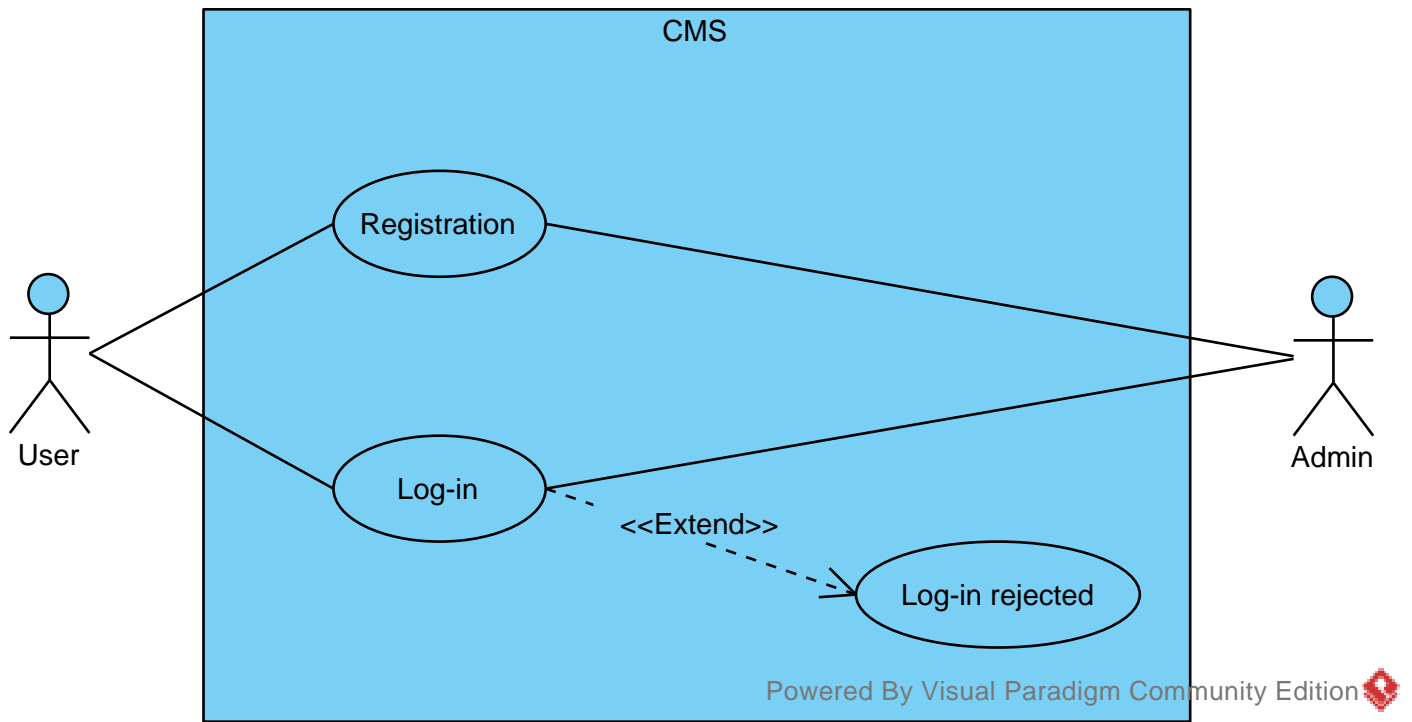 CMS
Registration
User
Admin
Log-in
<<Extend>>
Log-in rejected
Powered By Visual Paradigm Community Edition